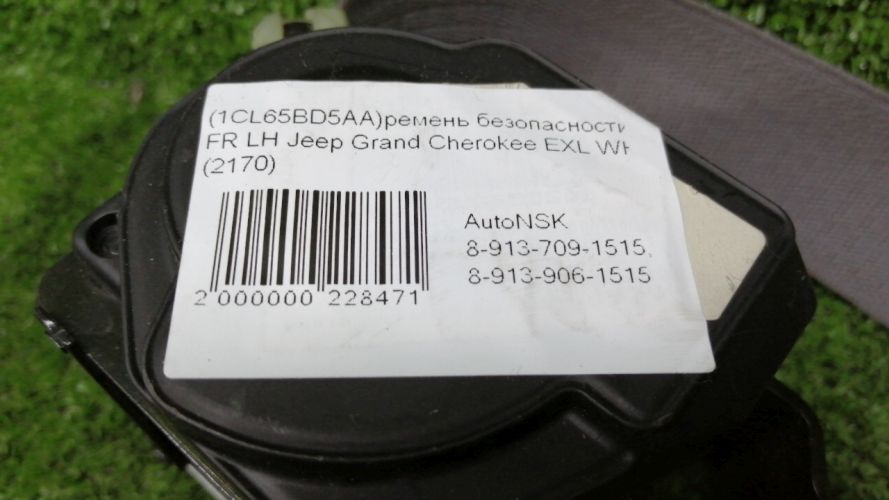 (1CL65BD5AA)ремень безопасности
FR LH Jeep Grand Cherokee EXL WH
(2170)
AutoNSK
8-913-709-1515,
8-913-906-1515
2 000000 228471